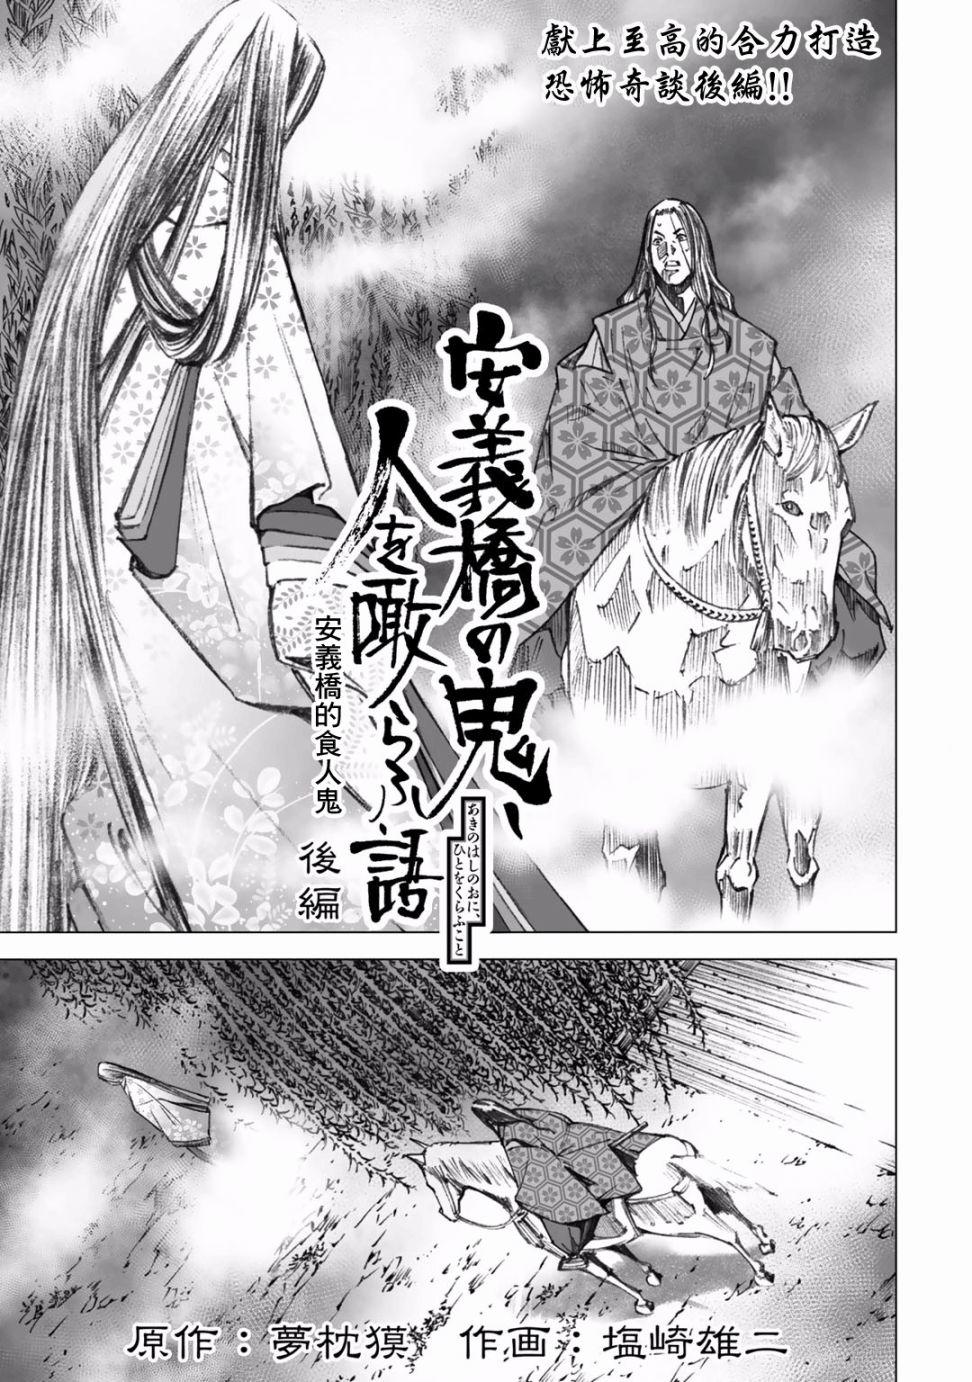 獻上至高的合力打造
恐怖奇談後編!!
安義橋の鬼、
人を噉らふ語
あきのはしのおに、
ひとをくらふこと
安義橋的食人鬼
後編
原作：夢枕獏　作画：塩崎雄二